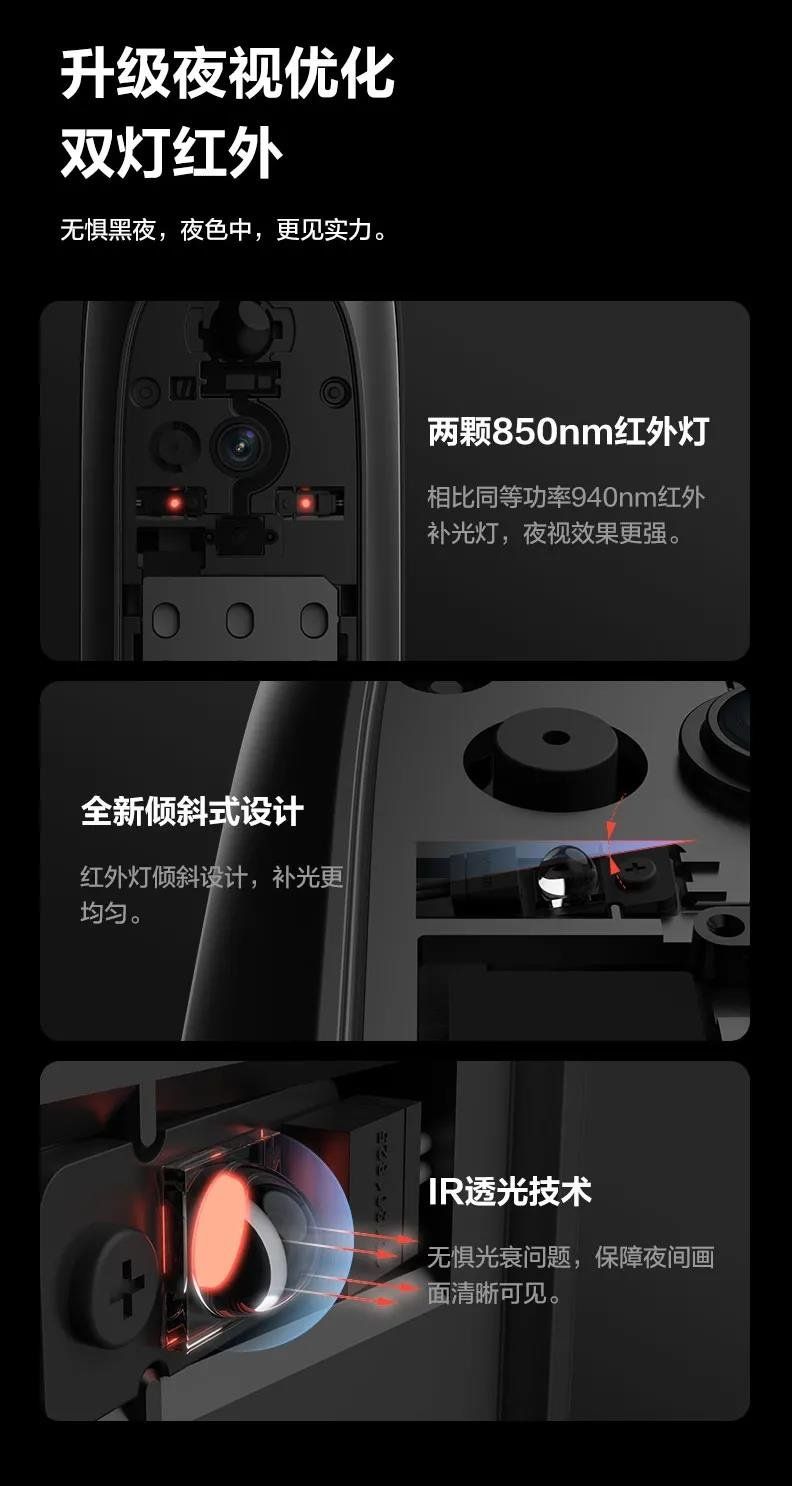 升级夜视优化
双灯红外
无惧黑夜，夜色中，更见实力。
两颗850nm红外灯
相比同等功率940nm红外
补光灯，夜视效果更强。
全新倾斜式设计
红外灯倾斜设计，补光更
均匀。
IR透光技术
无惧光衰问题，保障夜间画
面清晰可见。